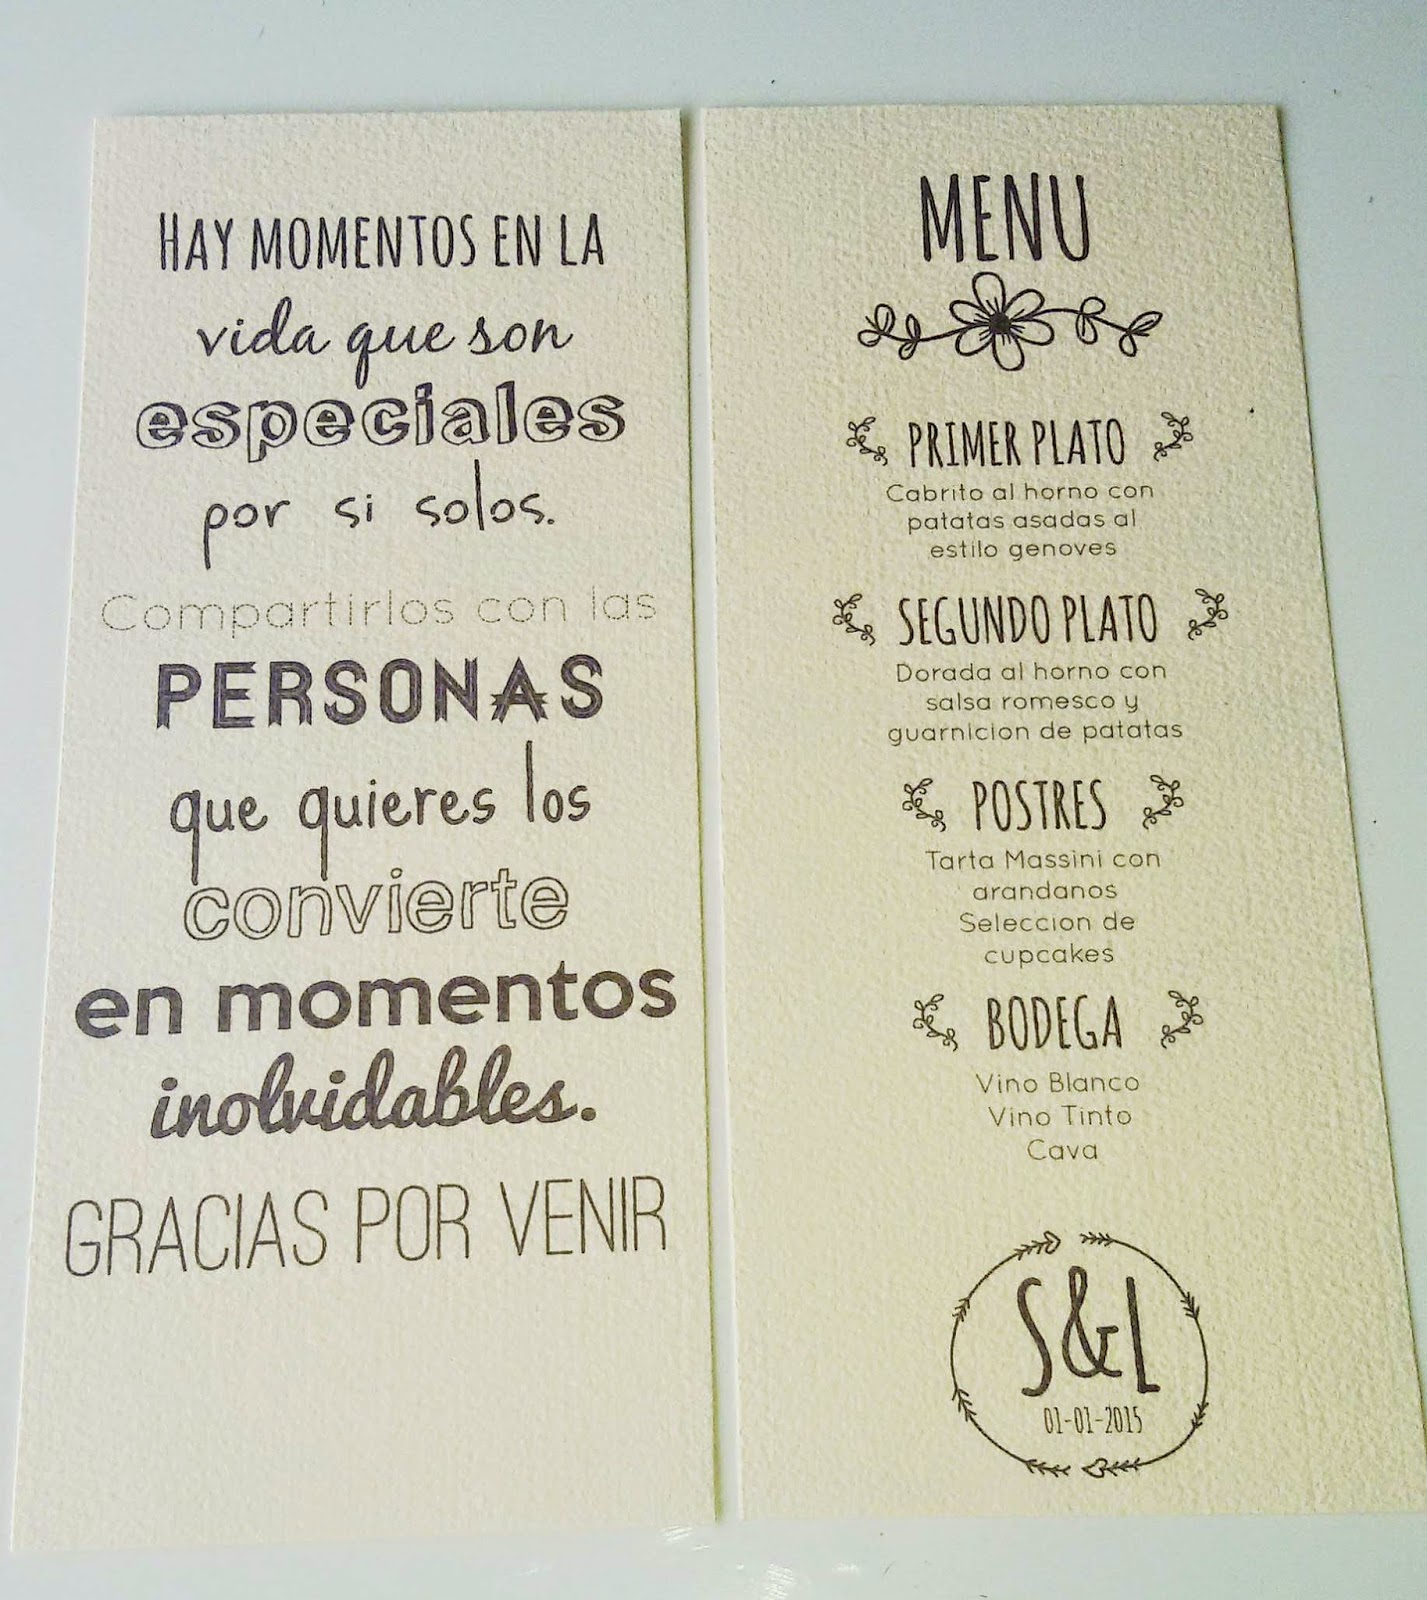 HAY MOMENTOS EN LA
vida que son
especiales
por si solos.
Compartirlos con las
PERSONAS
que quieres los
convierte
en momentos
inolvidables.
GRACIAS POR VENIR
MENU
PRIMER PLATO
Cabrito al horno con
patatas asadas al
estilo genoves
SEGUNDO PLATO
Dorada al horno con
salsa romesco y
guarnicion de patatas
POSTRES
Tarta Massini con
arandanos
Seleccion de
cupcakes
BODEGA
Vino Blanco
Vino Tinto
Cava
S&L
01-01-2015